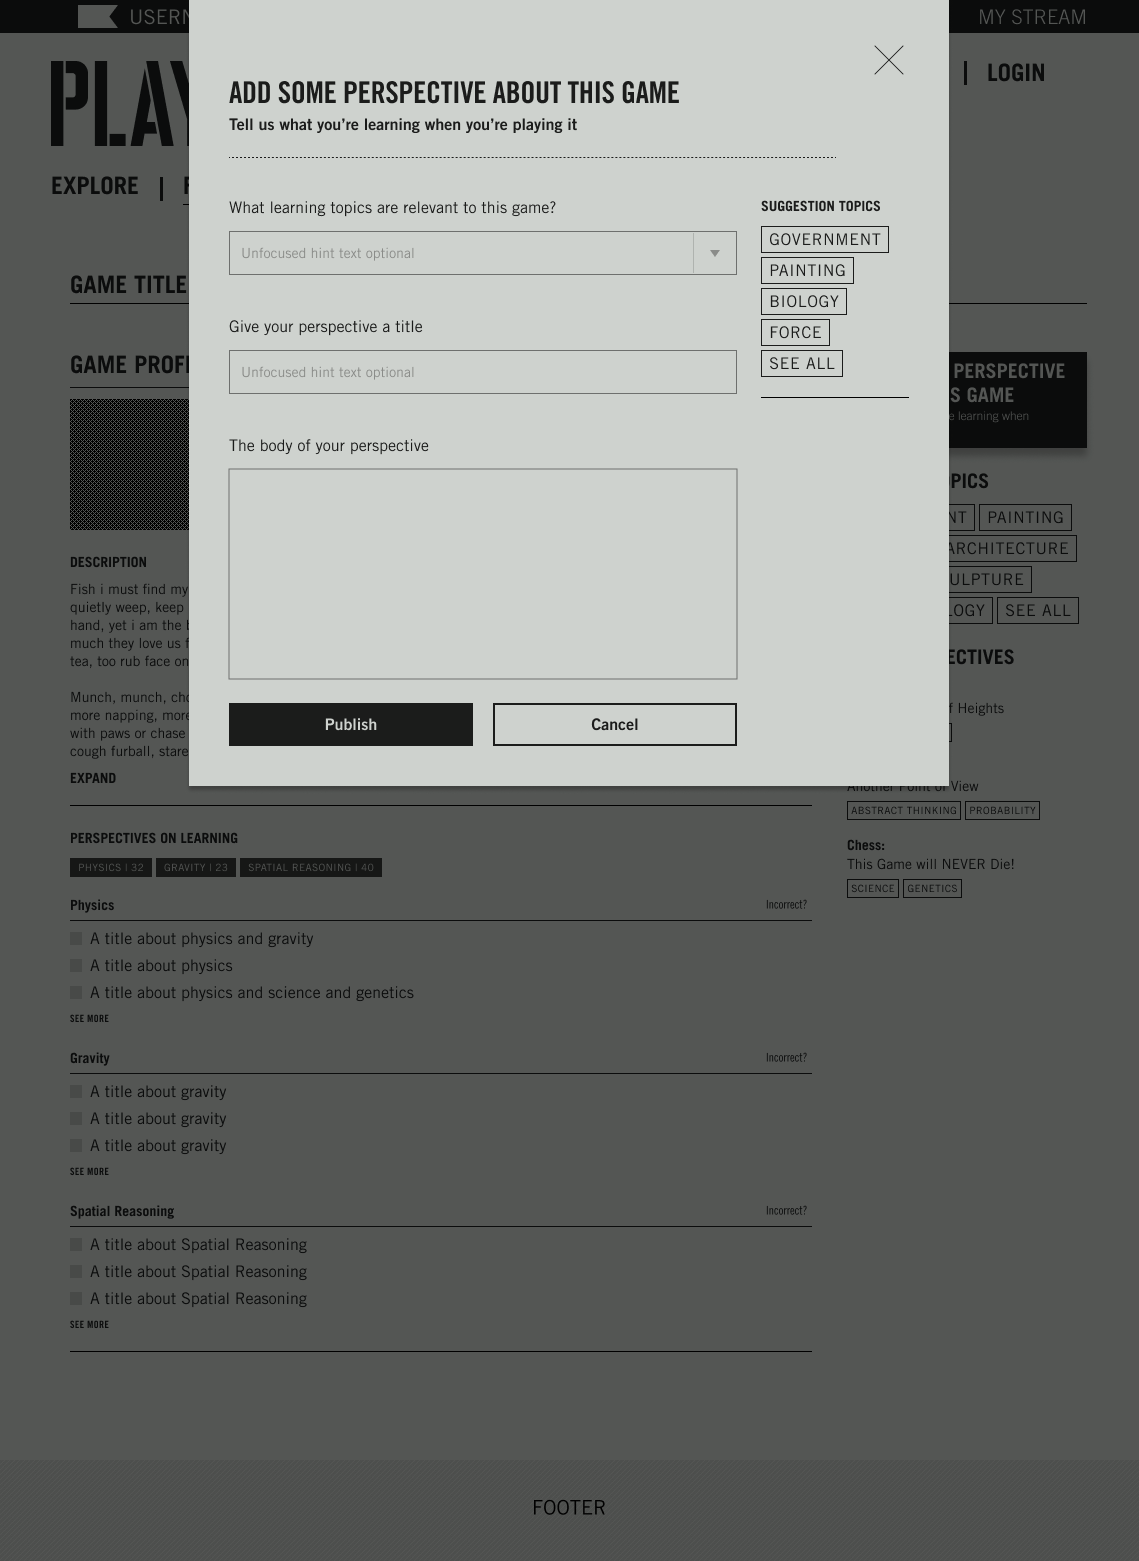 MY STREAM
PLAY
LOGIN
EXPLORE
ADD SOME PERSPECTIVE ABOUT THIS GAME
Tell us what you're learning when you're playing it
What learning topics are relevant to this game?
Unfocused hint text optional
Give your perspective a title
Unfocused hint text optional
The body of your perspective
Publish
Cancel
SUGGESTION TOPICS
GOVERNMENT
PAINTING
BIOLOGY
FORCE
SEE ALL
GAME TITLE
GAME
DESCRIPTION
Fish i must find my
quietly weep, keep
hand, yet i am the
much they love us
tea, too rub face on
Munch, munch,
more napping, more
with paws or chase
cough furball, stare
EXPAND
PERSPECTIVE
GAME
learning when
PAINTING
ARCHITECTURE
SEE ALL
Heights
Another Point of View
ABSTRACT THINKING
PROBABILITY
Chess:
This Game will NEVER Die!
SCIENCE
GENETICS
PERSPECTIVES ON LEARNING
PHYSICS | 32
GRAVITY | 23
SPATIAL REASONING | 40
Physics
Incorrect?
A title about physics and gravity
A title about physics
A title about physics and science and genetics
SEE MORE
Gravity
Incorrect?
A title about gravity
A title about gravity
A title about gravity
SEE MORE
Spatial Reasoning
Incorrect?
A title about Spatial Reasoning
A title about Spatial Reasoning
A title about Spatial Reasoning
SEE MORE
FOOTER